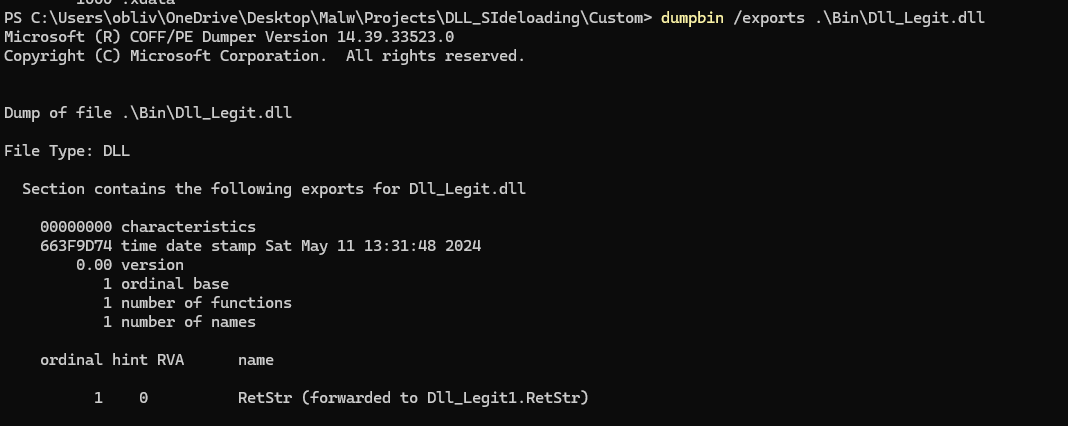 1000 .xdata
PS C:\Users\obliv\OneDrive\Desktop\Malw\Projects\DLL_SIdeloading\Custom> dumpbin /exports .\Bin\Dll_Legit.dll
Microsoft (R) COFF/PE Dumper Version 14.39.33523.0
Copyright (C) Microsoft Corporation.  All rights reserved.
Dump of file .\Bin\Dll_Legit.dll
File Type: DLL
Section contains the following exports for Dll_Legit.dll
00000000 characteristics
663F9D74 time date stamp Sat May 11 13:31:48 2024
0.00 version
1 ordinal base
1 number of functions
1 number of names
ordinal hint RVA      name
1    0          RetStr (forwarded to Dll_Legit1.RetStr)